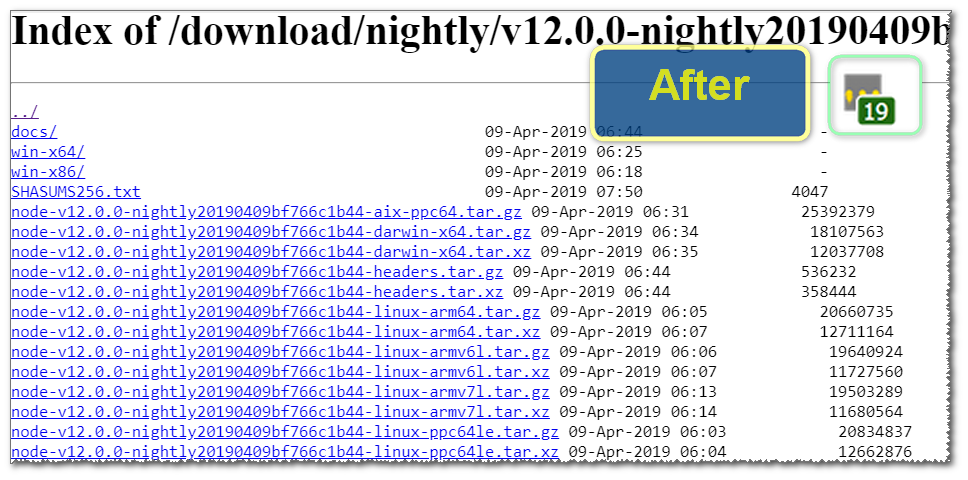 Index of /download/nightly/v12.0.0-nightly20190409b
After
19
../
docs/ 09-Apr-2019 06:44 -
win-x64/ 09-Apr-2019 06:25 -
win-x86/ 09-Apr-2019 06:18 -
SHASUMS256.txt 09-Apr-2019 07:50 4047
node-v12.0.0-nightly20190409bf766c1b44-aix-ppc64.tar.gz 09-Apr-2019 06:31 25392379
node-v12.0.0-nightly20190409bf766c1b44-darwin-x64.tar.gz 09-Apr-2019 06:34 18107563
node-v12.0.0-nightly20190409bf766c1b44-darwin-x64.tar.xz 09-Apr-2019 06:35 12037708
node-v12.0.0-nightly20190409bf766c1b44-headers.tar.gz 09-Apr-2019 06:44 536232
node-v12.0.0-nightly20190409bf766c1b44-headers.tar.xz 09-Apr-2019 06:44 358444
node-v12.0.0-nightly20190409bf766c1b44-linux-arm64.tar.gz 09-Apr-2019 06:05 20660735
node-v12.0.0-nightly20190409bf766c1b44-linux-arm64.tar.xz 09-Apr-2019 06:07 12711164
node-v12.0.0-nightly20190409bf766c1b44-linux-armv6l.tar.gz 09-Apr-2019 06:06 19640924
node-v12.0.0-nightly20190409bf766c1b44-linux-armv6l.tar.xz 09-Apr-2019 06:07 11727560
node-v12.0.0-nightly20190409bf766c1b44-linux-armv7l.tar.gz 09-Apr-2019 06:13 19503289
node-v12.0.0-nightly20190409bf766c1b44-linux-armv7l.tar.xz 09-Apr-2019 06:14 11680564
node-v12.0.0-nightly20190409bf766c1b44-linux-ppc64le.tar.gz 09-Apr-2019 06:03 20834837
node-v12.0.0-nightly20190409bf766c1b44-linux-ppc64le.tar.xz 09-Apr-2019 06:04 12662876